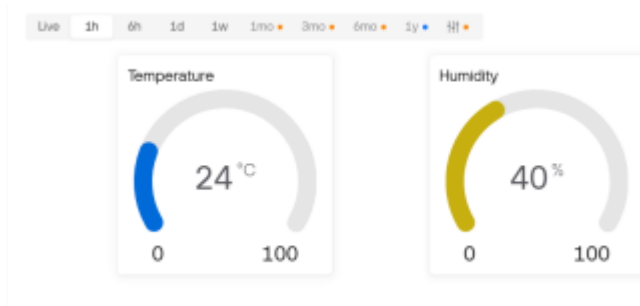 Live 1h 6h 1d 1w 1mo 3mo 6mo 1y
Temperature
24 °C
0 100
Humidity
40 %
0 100